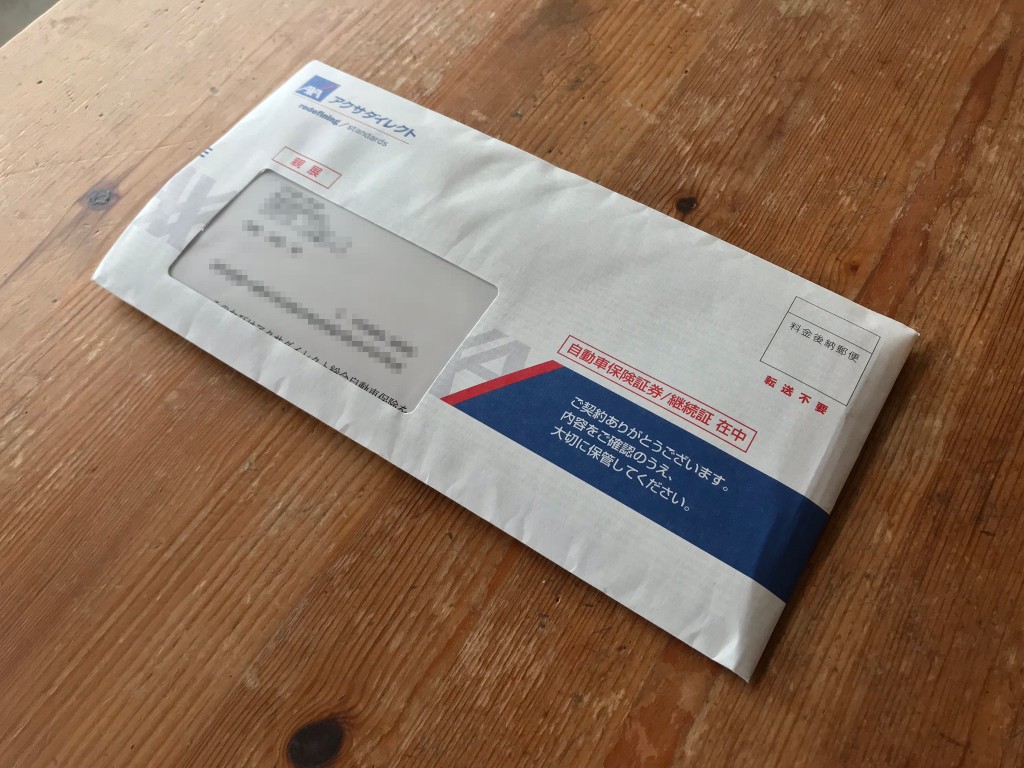 アクサダイレクト
redefining / standards
親展
料金後納郵便
転送不要
自動車保険証券/継続証 在中
ご契約ありがとうございます。
内容をご確認のうえ、
大切に保管してください。